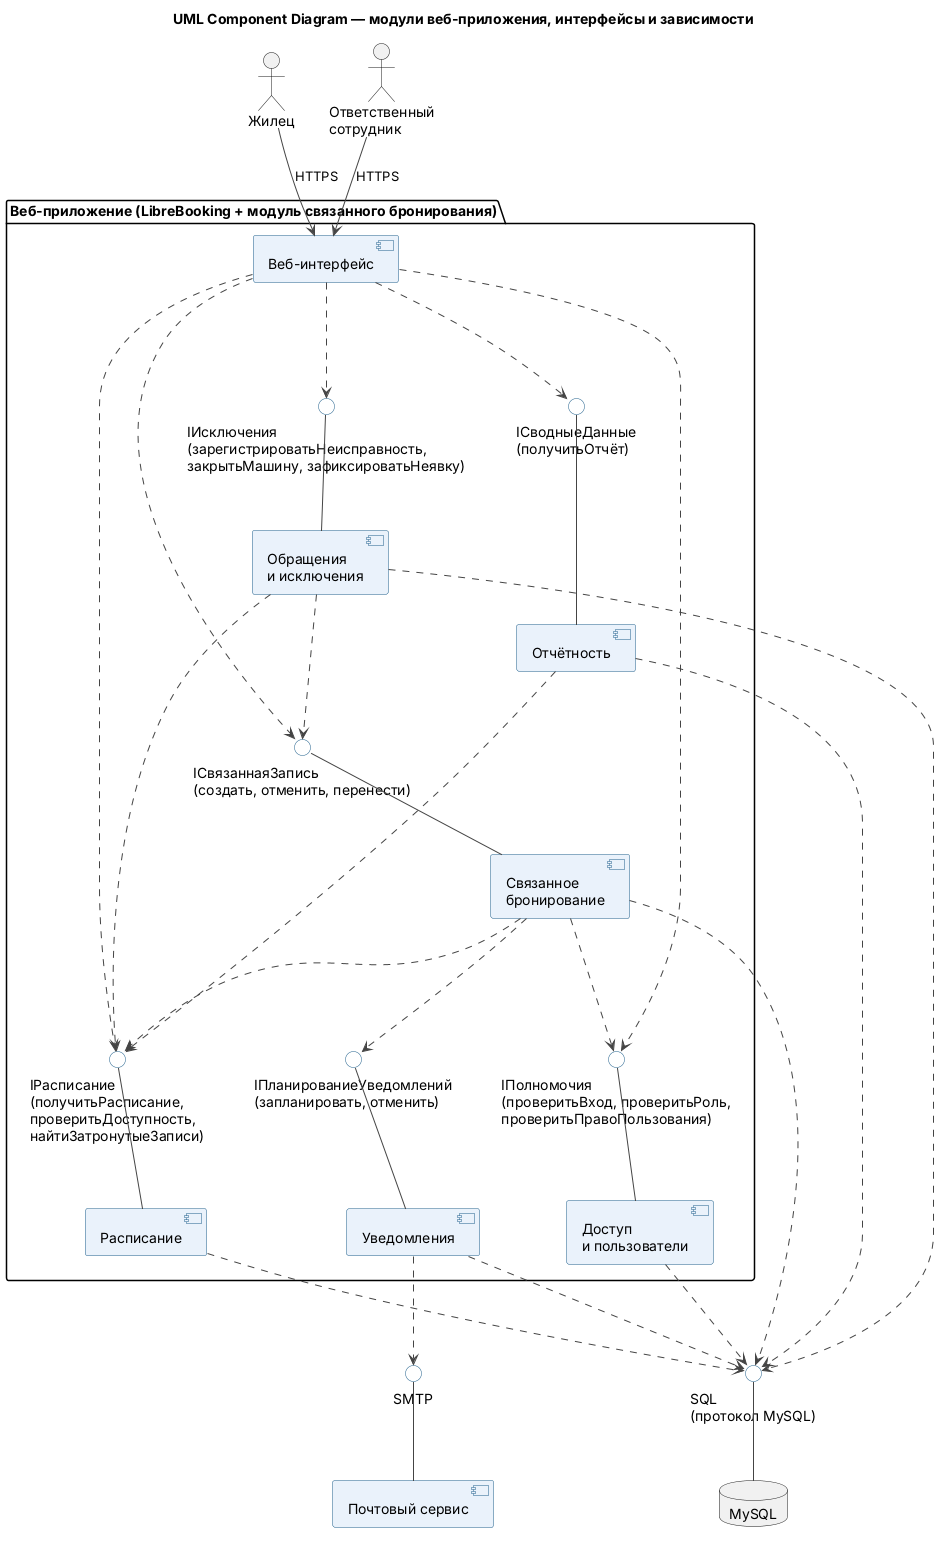 UML Component Diagram — модули веб-приложения, интерфейсы и зависимости
Жилец
Ответственный
сотрудник
HTTPS
HTTPS
Веб-приложение (LibreBooking + модуль связанного бронирования)
Веб-интерфейс
IИсключения
(зарегистрироватьНеисправность,
закрытьМашину, зафиксироватьНеявку)
IСводныеДанные
(получитьОтчёт)
Обращения
и исключения
Отчётность
IСвязаннаяЗапись
(создать, отменить, перенести)
Связанное
бронирование
IРасписание
(получитьРасписание,
проверитьДоступность,
найтиЗатронутыеЗаписи)
IПланированиеУведомлений
(запланировать, отменить)
IПолномочия
(проверитьВход, проверитьРоль,
проверитьПравоПользования)
Расписание
Уведомления
Доступ
и пользователи
SMTP
SQL
(протокол MySQL)
Почтовый сервис
MySQL